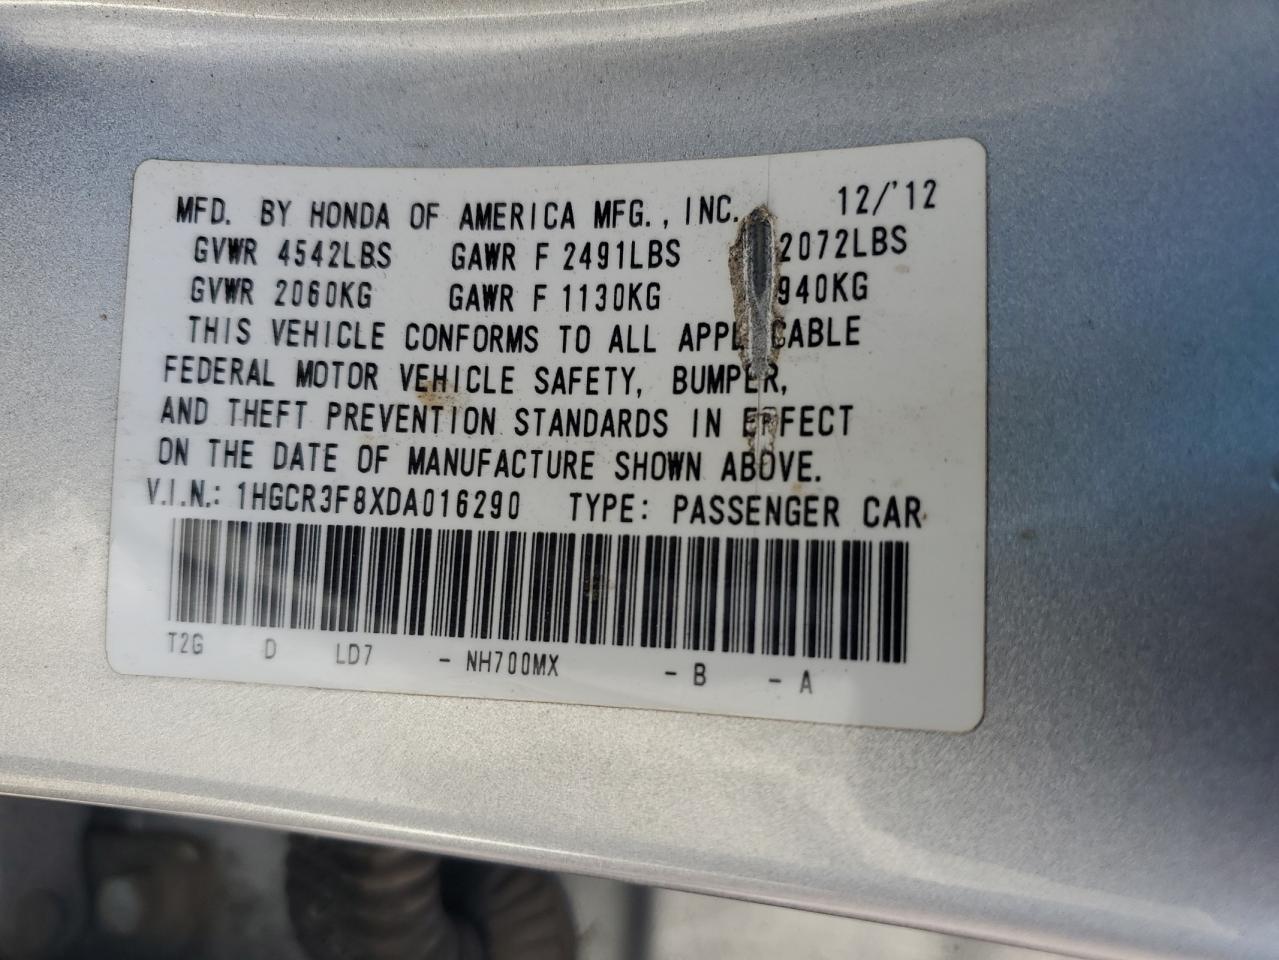 MFD. BY HONDA OF AMERICA MFG., INC. 12/'12
GVWR 4542LBS GAWR F 2491LBS 2072LBS
GVWR 2060KG GAWR F 1130KG 940KG
THIS VEHICLE CONFORMS TO ALL APPLICABLE
FEDERAL MOTOR VEHICLE SAFETY, BUMPER,
AND THEFT PREVENTION STANDARDS IN EFFECT
ON THE DATE OF MANUFACTURE SHOWN ABOVE.
V.I.N.: 1HGCR3F8XDA016290 TYPE: PASSENGER CAR
T2G D LD7 - NH700MX - B - A